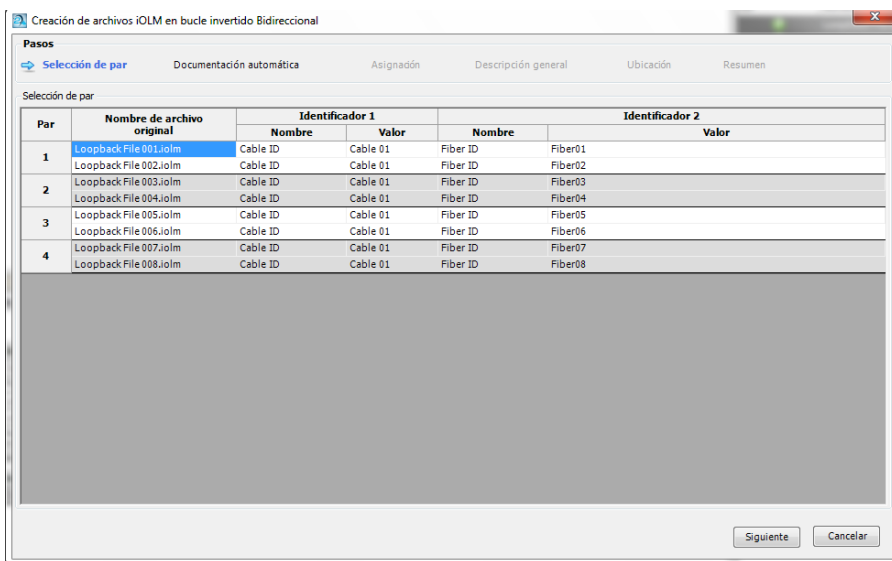 Creación de archivos iOLM en bucle invertido Bidireccional
Pasos
Selección de par Documentación automática Asignación Descripción general Ubicación Resumen
Selección de par
Par Nombre de archivo original Identificador 1 Identificador 2
Nombre Valor Nombre Valor
1 Loopback File 001.iolm Cable ID Cable 01 Fiber ID Fiber01
Loopback File 002.iolm Cable ID Cable 01 Fiber ID Fiber02
2 Loopback File 003.iolm Cable ID Cable 01 Fiber ID Fiber03
Loopback File 004.iolm Cable ID Cable 01 Fiber ID Fiber04
3 Loopback File 005.iolm Cable ID Cable 01 Fiber ID Fiber05
Loopback File 006.iolm Cable ID Cable 01 Fiber ID Fiber06
4 Loopback File 007.iolm Cable ID Cable 01 Fiber ID Fiber07
Loopback File 008.iolm Cable ID Cable 01 Fiber ID Fiber08
Siguiente Cancelar